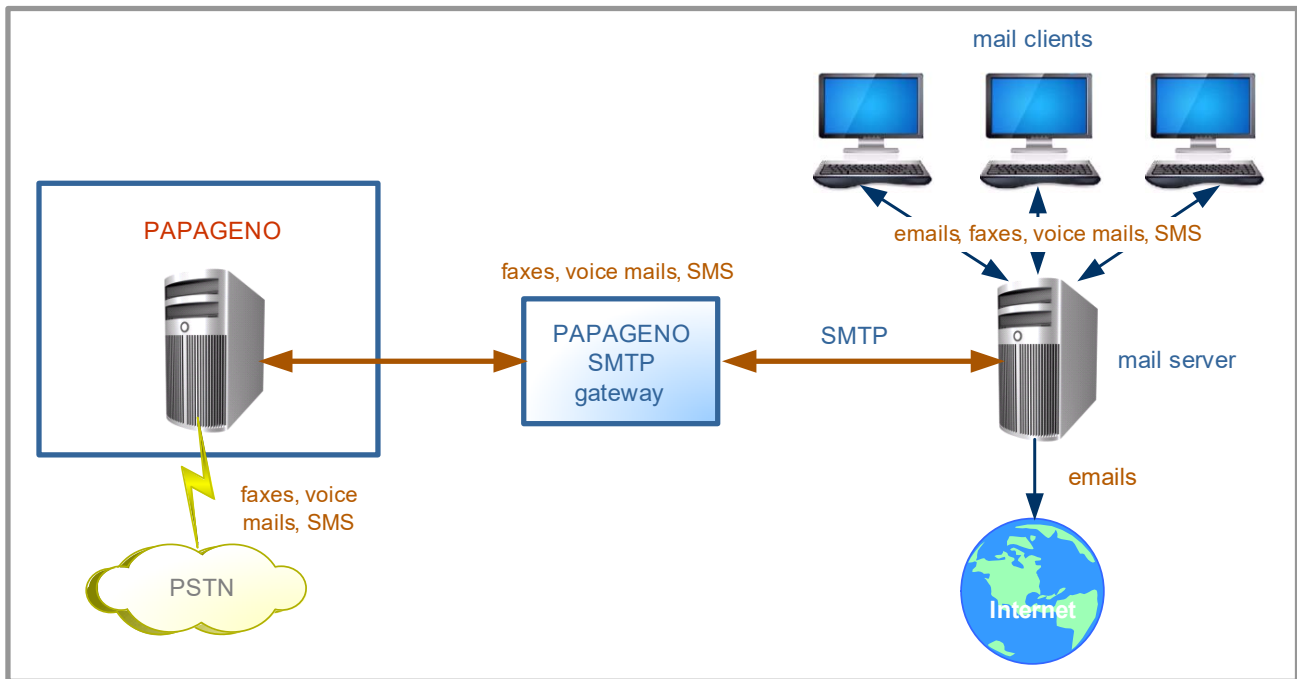 mail clients
PAPAGENO
emails, faxes, voice mails, SMS
faxes, voice mails, SMS
PAPAGENO
SMTP
gateway
SMTP
mail server
faxes, voice
mails, SMS
emails
PSTN
Internet